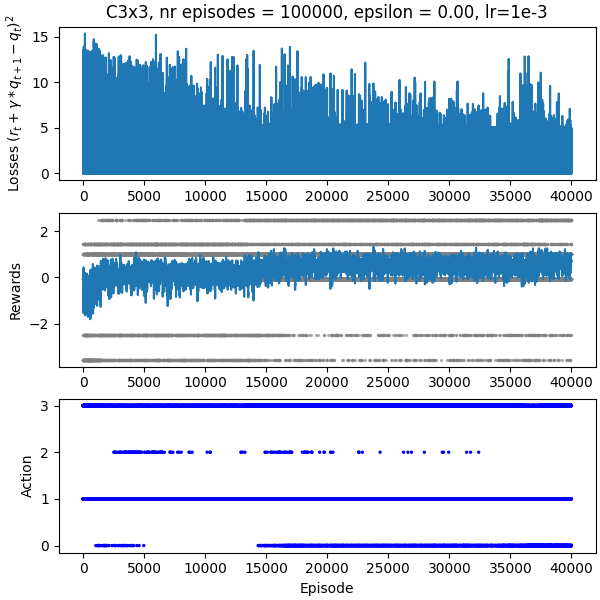 C3x3, nr episodes = 100000, epsilon = 0.00, lr=1e-3
Losses $(r_t + \gamma * q_{t+1} - q_t)^2$
15
10
5
0
0 5000 10000 15000 20000 25000 30000 35000 40000
Rewards
2
0
−2
0 5000 10000 15000 20000 25000 30000 35000 40000
Action
3
2
1
0
0 5000 10000 15000 20000 25000 30000 35000 40000
Episode